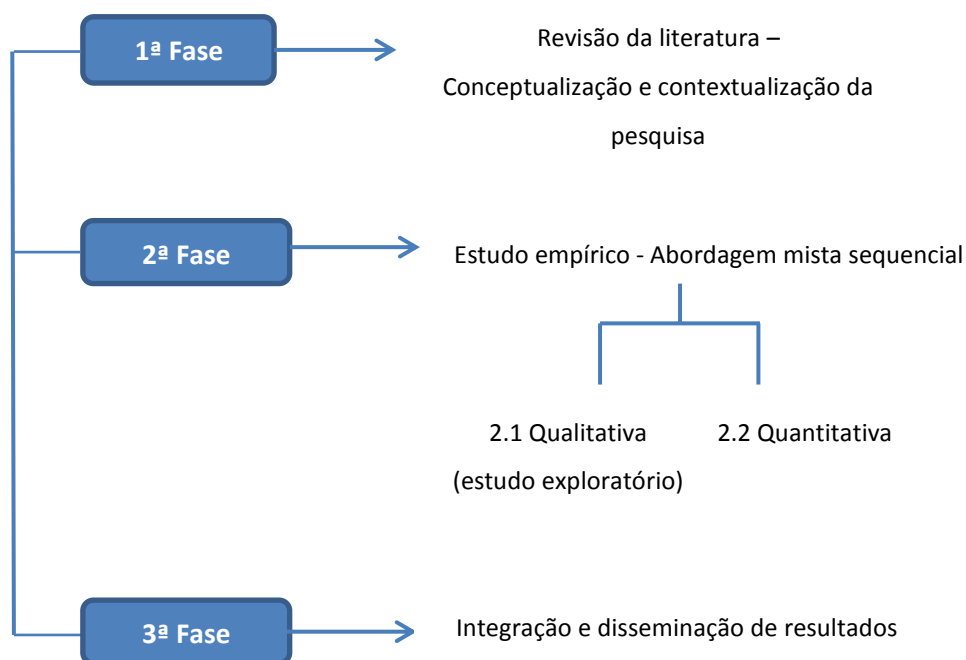 1ª Fase
Revisão da literatura –
Conceptualização e contextualização da
pesquisa
2ª Fase
Estudo empírico - Abordagem mista sequencial
2.1 Qualitativa
(estudo exploratório)
2.2 Quantitativa
3ª Fase
Integração e disseminação de resultados